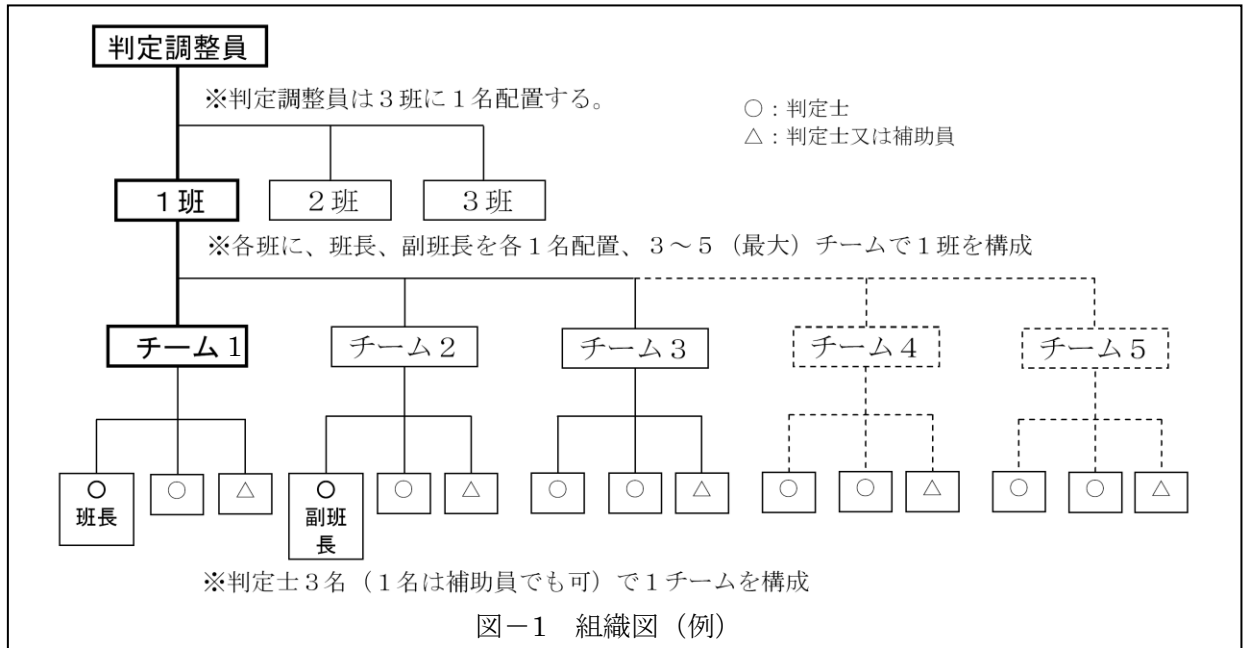 判定調整員
※判定調整員は3班に1名配置する。
○：判定士
△：判定士又は補助員
1班
2班
3班
※各班に、班長、副班長を各1名配置、3～5（最大）チームで1班を構成
チーム1
チーム2
チーム3
チーム4
チーム5
○
班長
○
△
○
副班
長
○
△
○
○
△
○
○
△
○
○
△
※判定士3名（1名は補助員でも可）で1チームを構成
図－1　組織図（例）